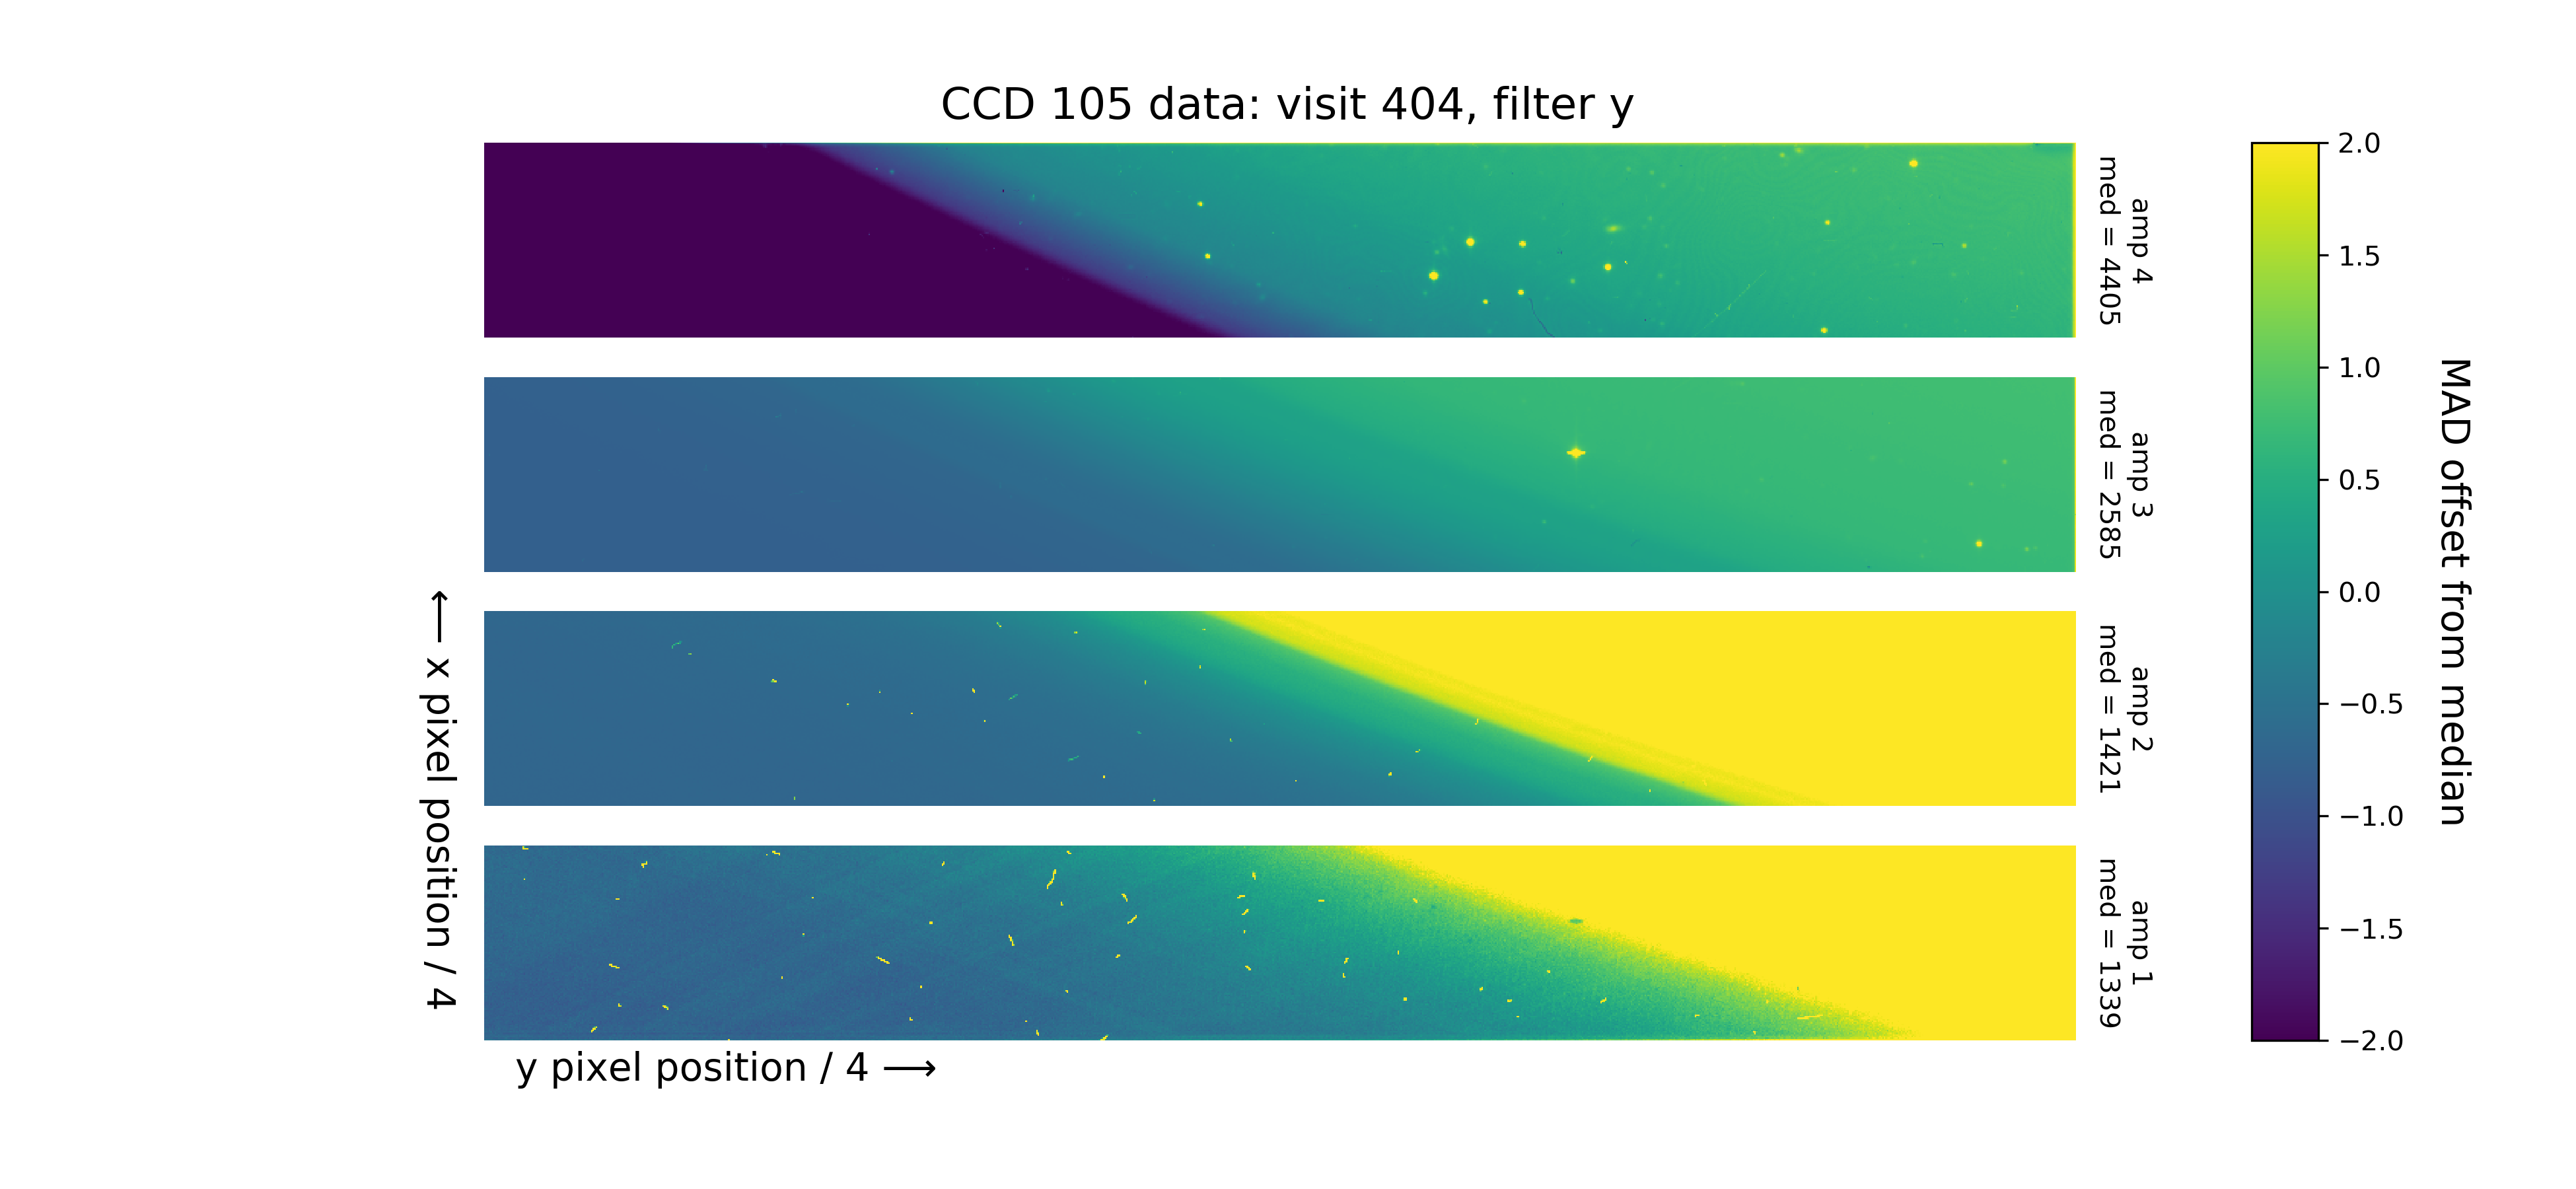 CCD 105 data: visit 404, filter y
amp 4
med = 4405
amp 3
med = 2585
amp 2
med = 1421
amp 1
med = 1339
⟵ x pixel position / 4
y pixel position / 4 ⟶
2.0
1.5
1.0
0.5
0.0
−0.5
−1.0
−1.5
−2.0
MAD offset from median